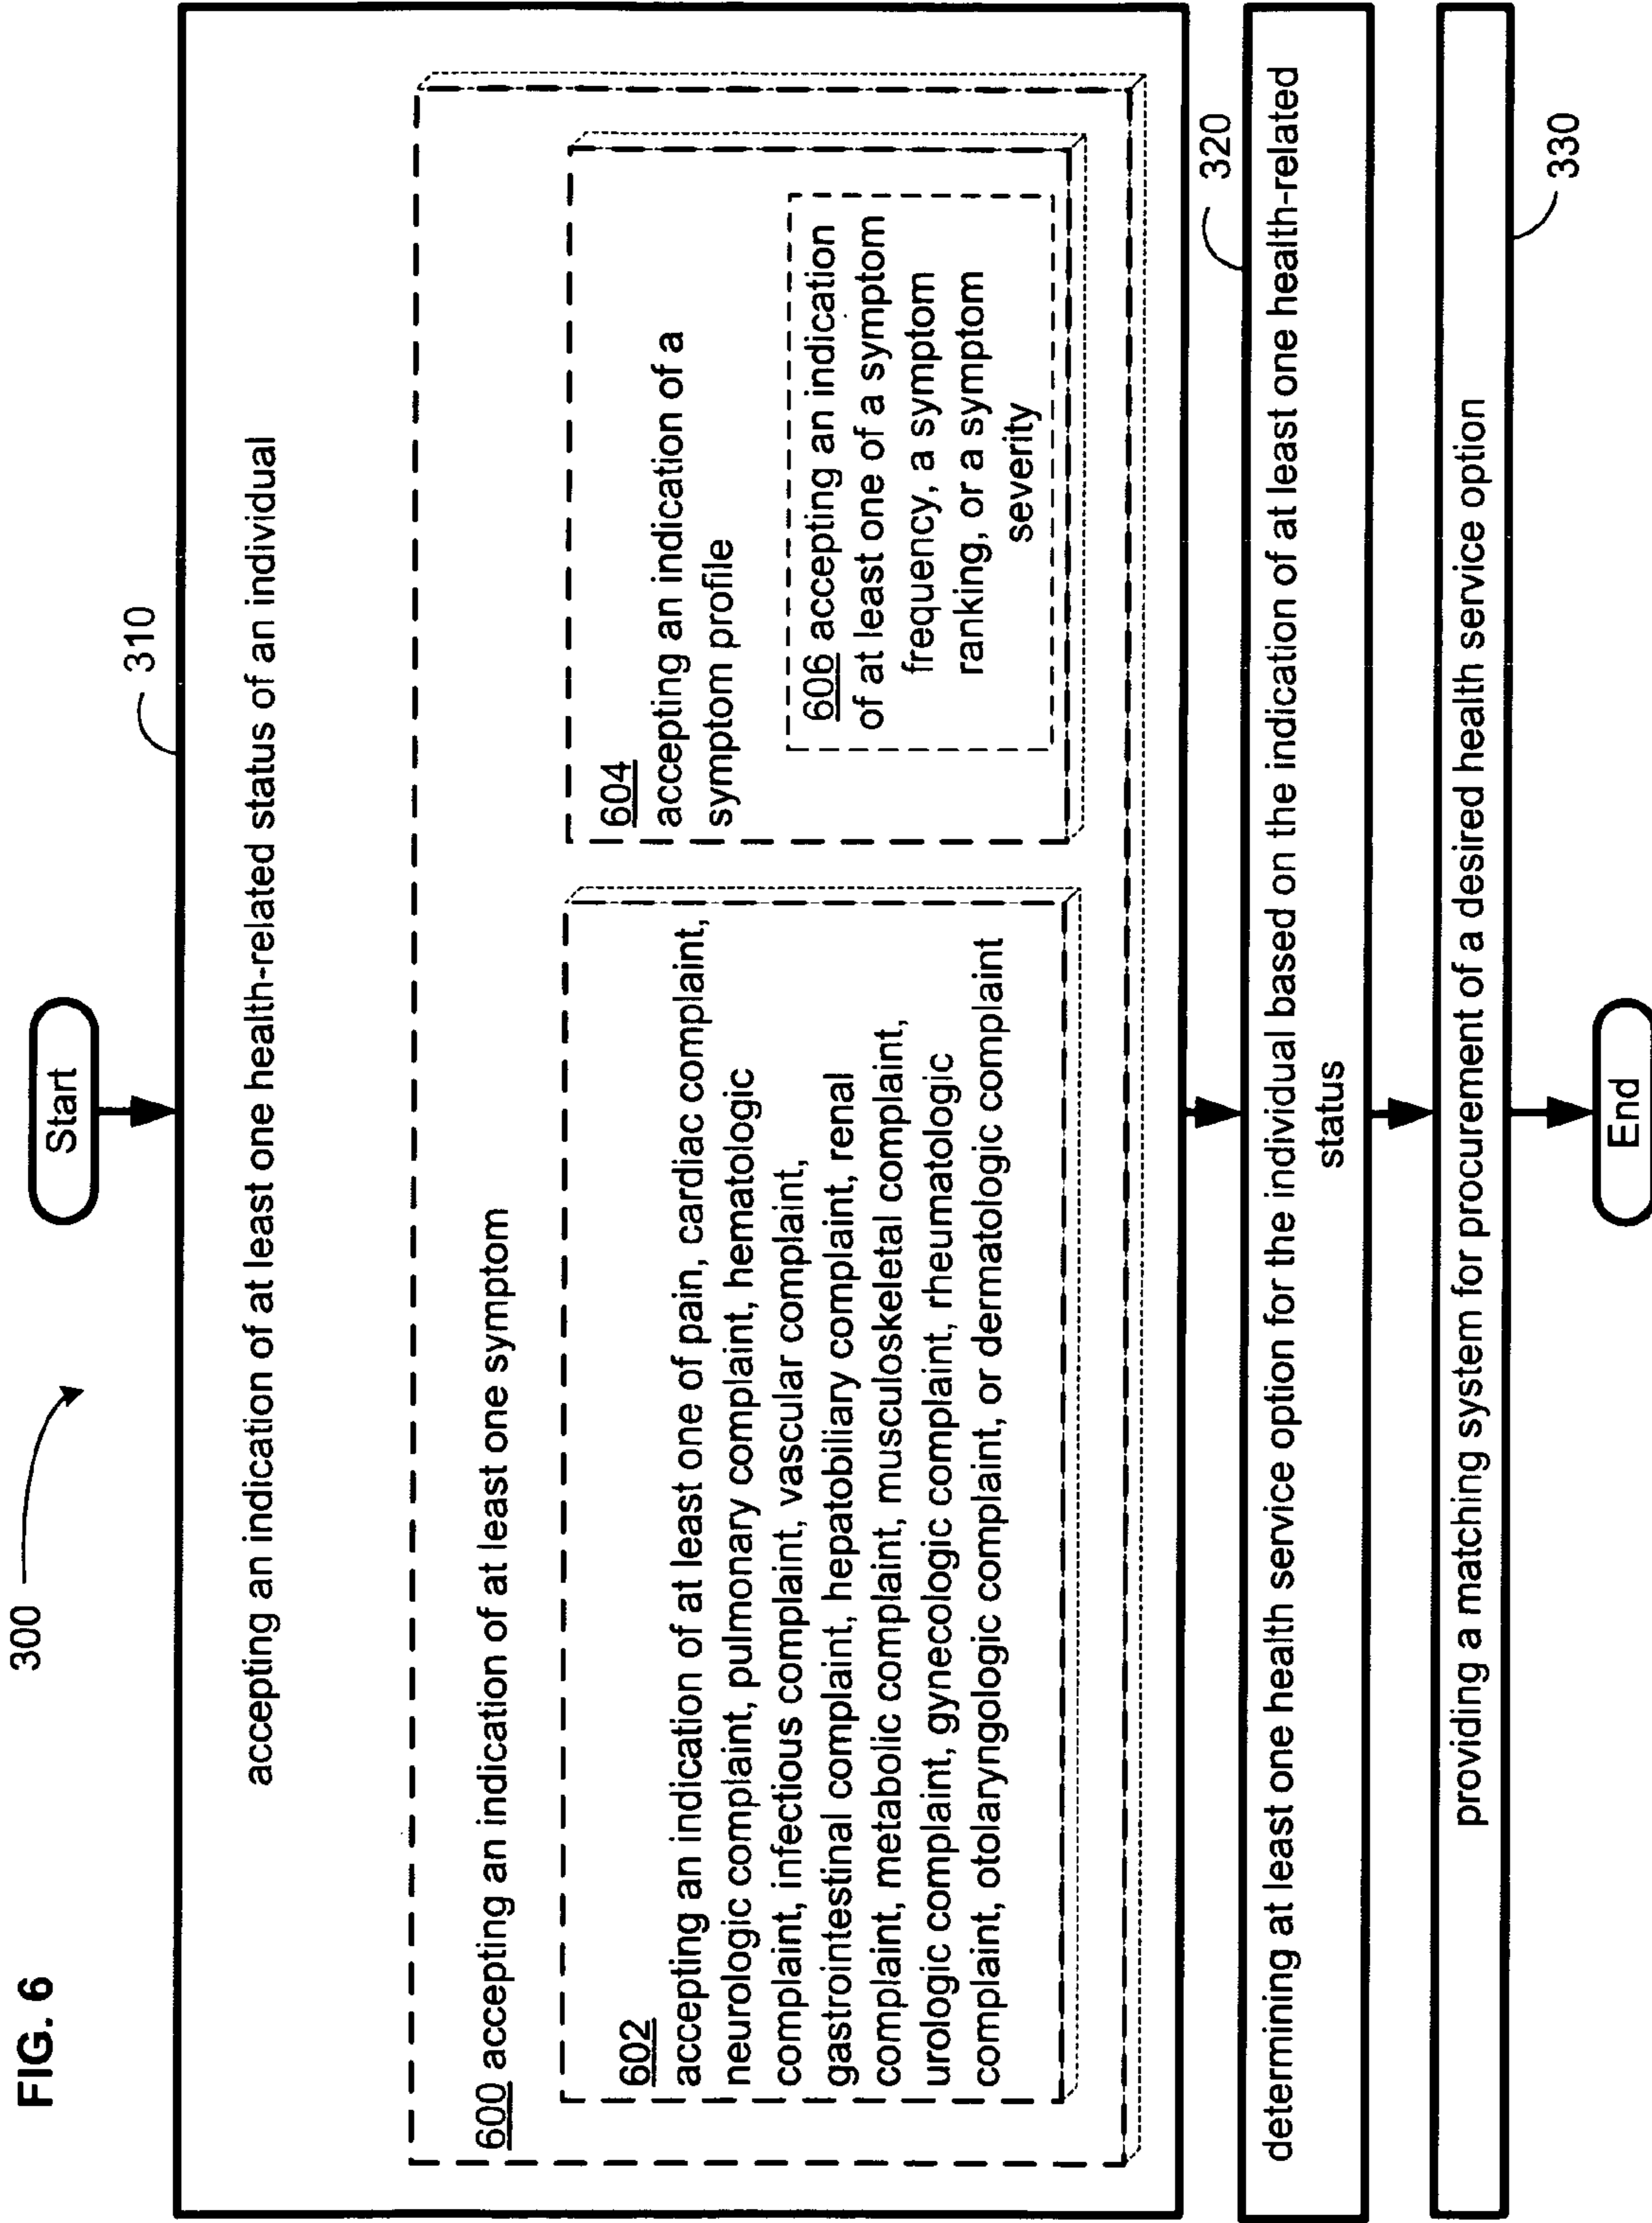 FIG. 6
300
Start
310
accepting an indication of at least one health-related status of an individual
600 accepting an indication of at least one symptom
602
accepting an indication of at least one of pain, cardiac complaint,
neurologic complaint, pulmonary complaint, hematologic
complaint, infectious complaint, vascular complaint,
gastrointestinal complaint, hepatobiliary complaint, renal
complaint, metabolic complaint, musculoskeletal complaint,
urologic complaint, gynecologic complaint, rheumatologic
complaint, otolaryngologic complaint, or dermatologic complaint
604
accepting an indication of a
symptom profile
606 accepting an indication
of at least one of a symptom
frequency, a symptom
ranking, or a symptom
severity
320
determining at least one health service option for the individual based on the indication of at least one health-related
status
330
providing a matching system for procurement of a desired health service option
End